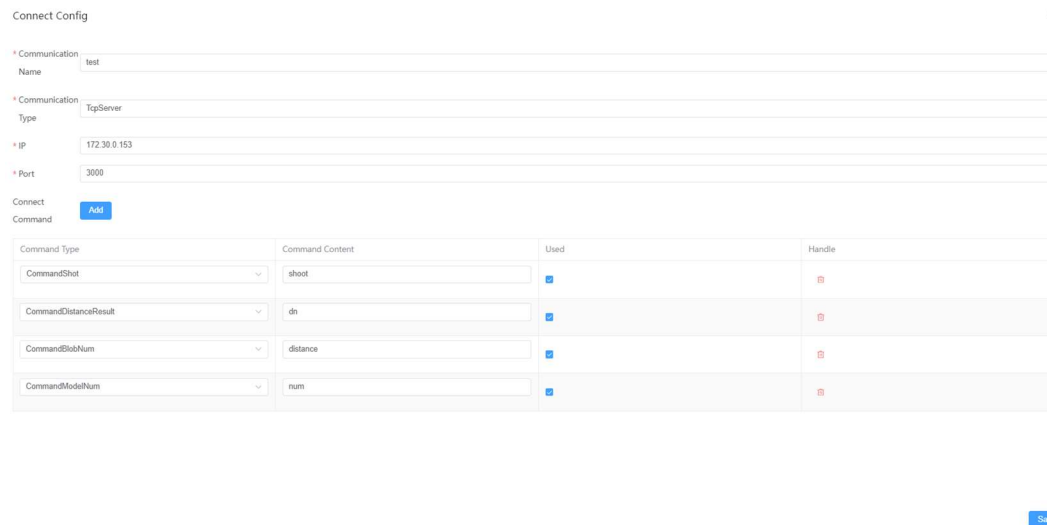 Connect Config
* Communication Name
test
* Communication Type
TcpServer
* IP
172.30.0.153
* Port
3000
Connect Command
Add
Command Type Command Content Used Handle
CommandShot shoot
CommandDistanceResult dn
CommandBlobNum distance
CommandModelNum num